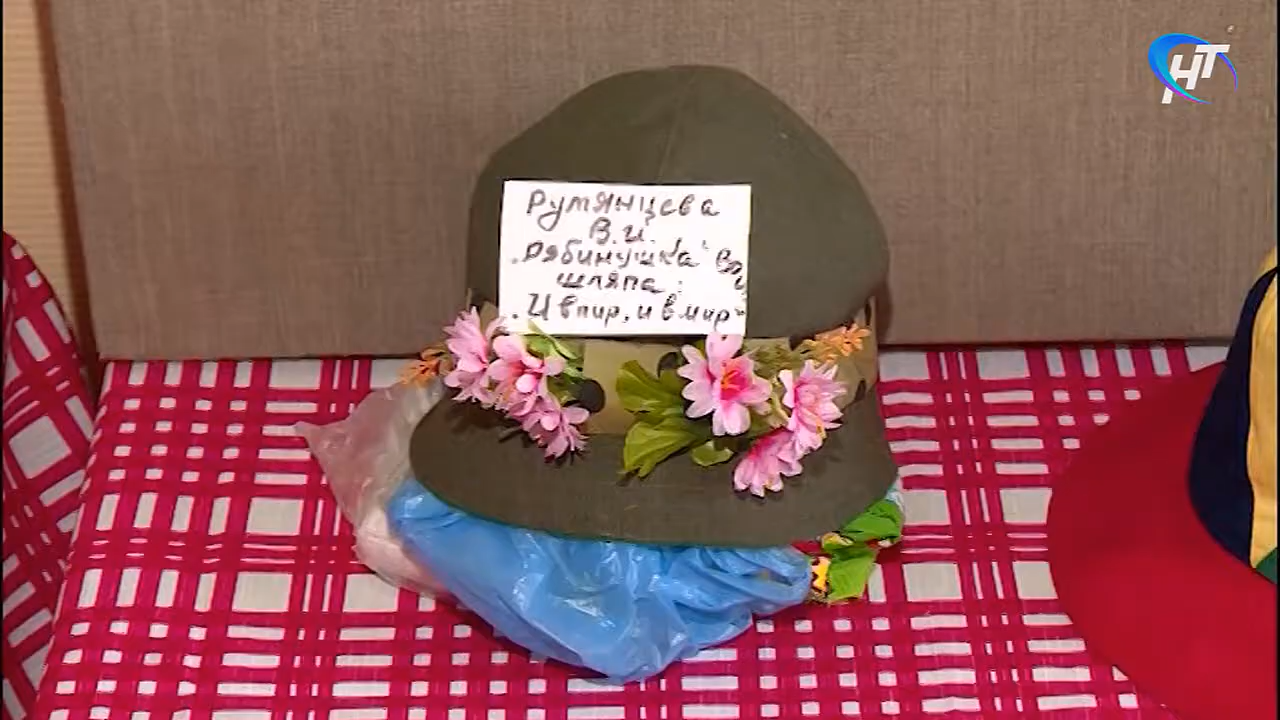 НТ
Румянцева
В.И.
„Рябинушка"
шляпа:
„И в пир, и в мир"